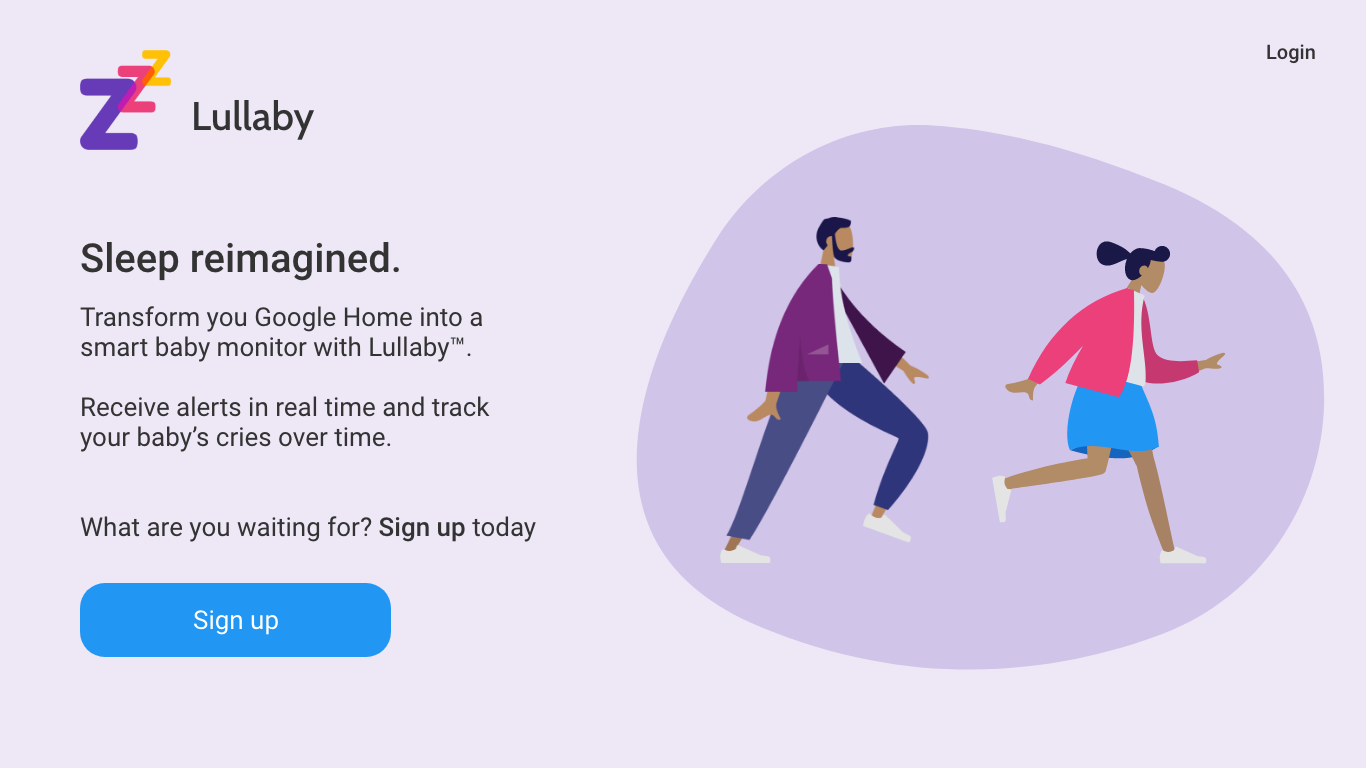 Login
Lullaby
Sleep reimagined.
Transform you Google Home into a
smart baby monitor with Lullaby™.
Receive alerts in real time and track
your baby’s cries over time.
What are you waiting for? Sign up today
Sign up